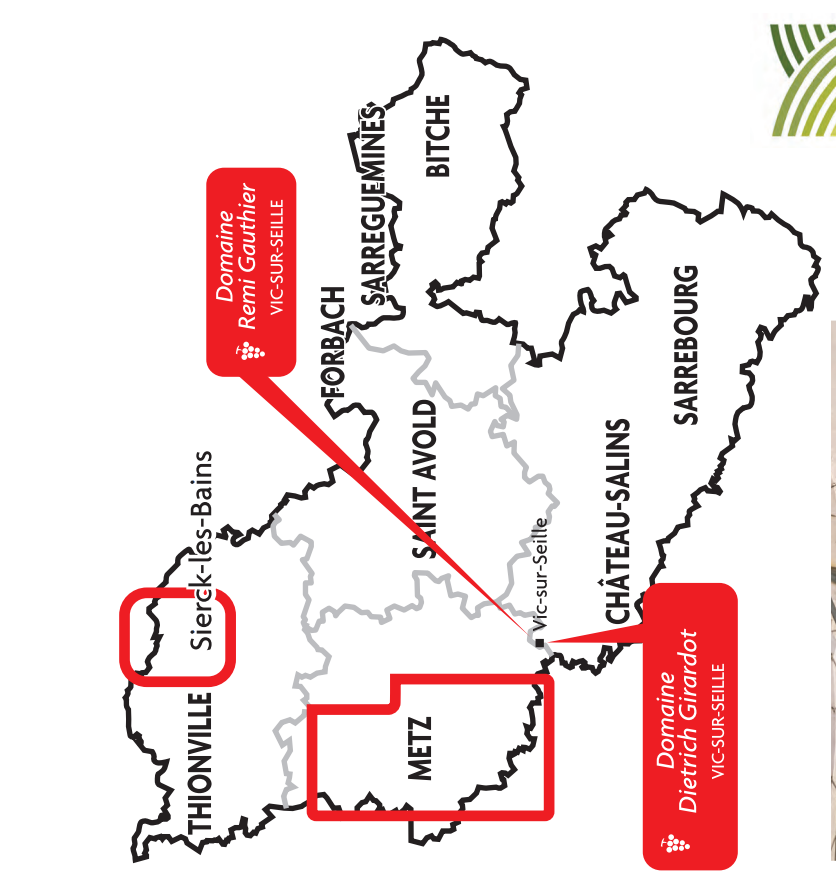 THIONVILLE
Sierck-les-Bains
Domaine
Remi Gauthier
VIC-SUR-SEILLE
FORBACH
SARREGUEMINES
BITCHE
METZ
SAINT AVOLD
Vic-sur-Seille
CHÂTEAU-SALINS
SARREBOURG
Domaine
Dietrich Girardot
VIC-SUR-SEILLE